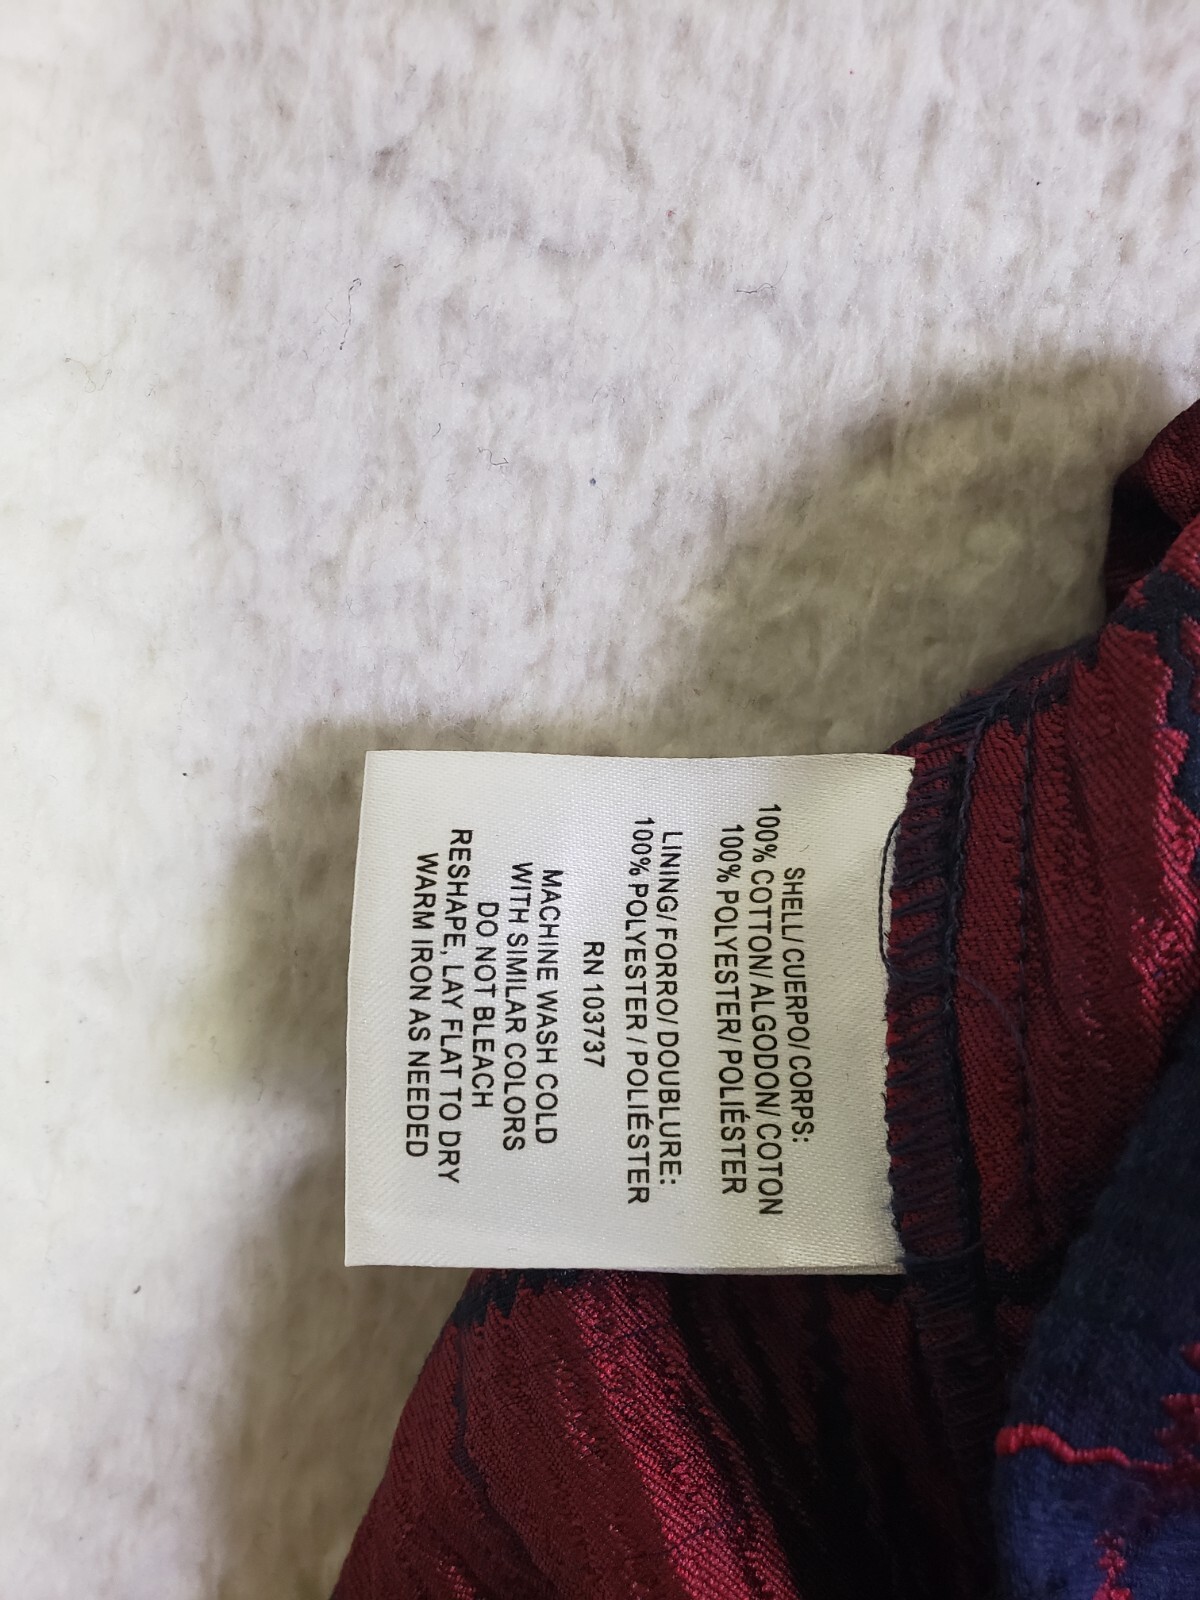 SHELL/CUERPO/CORPS:
100% COTTON/ALGODON/COTON
100% POLYESTER/POLIÉSTER
LINING/FORRO/DOUBLURE:
100% POLYESTER / POLIÉSTER
RN 103737
MACHINE WASH COLD
WITH SIMILAR COLORS
DO NOT BLEACH
RESHAPE, LAY FLAT TO DRY
WARM IRON AS NEEDED